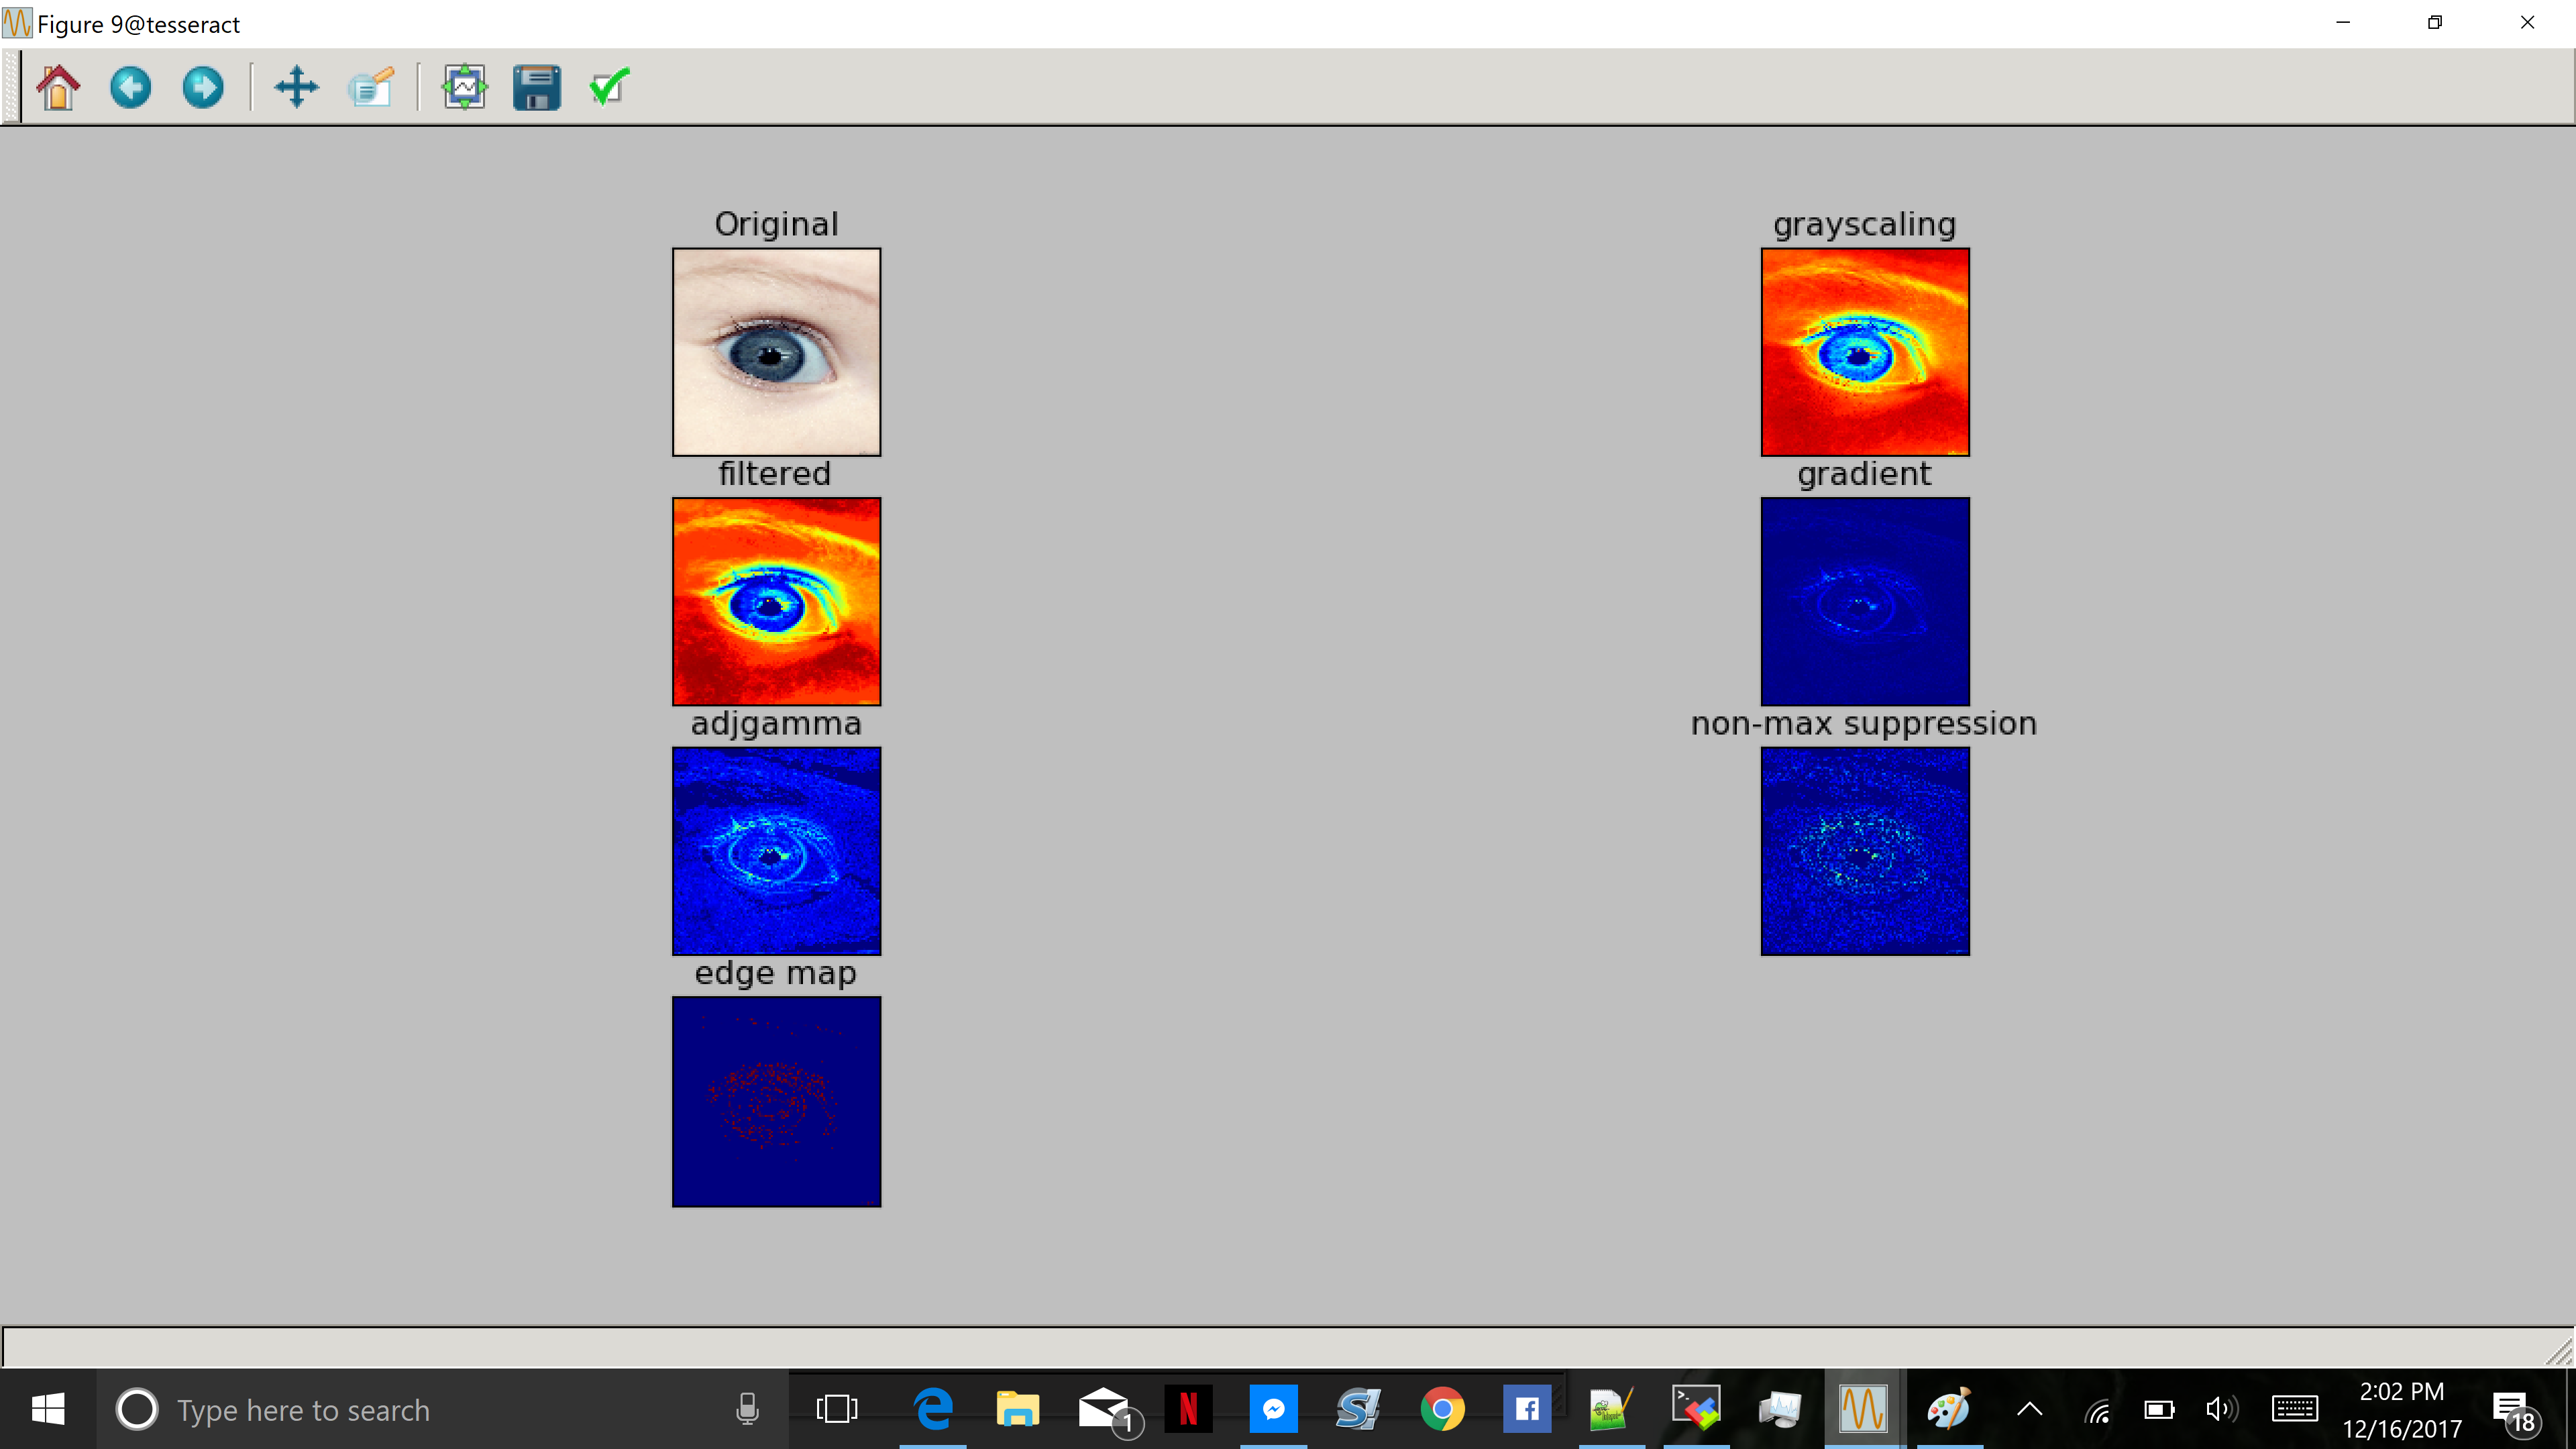 Figure 9@tesseract
Original
grayscaling
filtered
gradient
adjgamma
non-max suppression
edge map
Type here to search
1
2:02 PM
12/16/2017
18